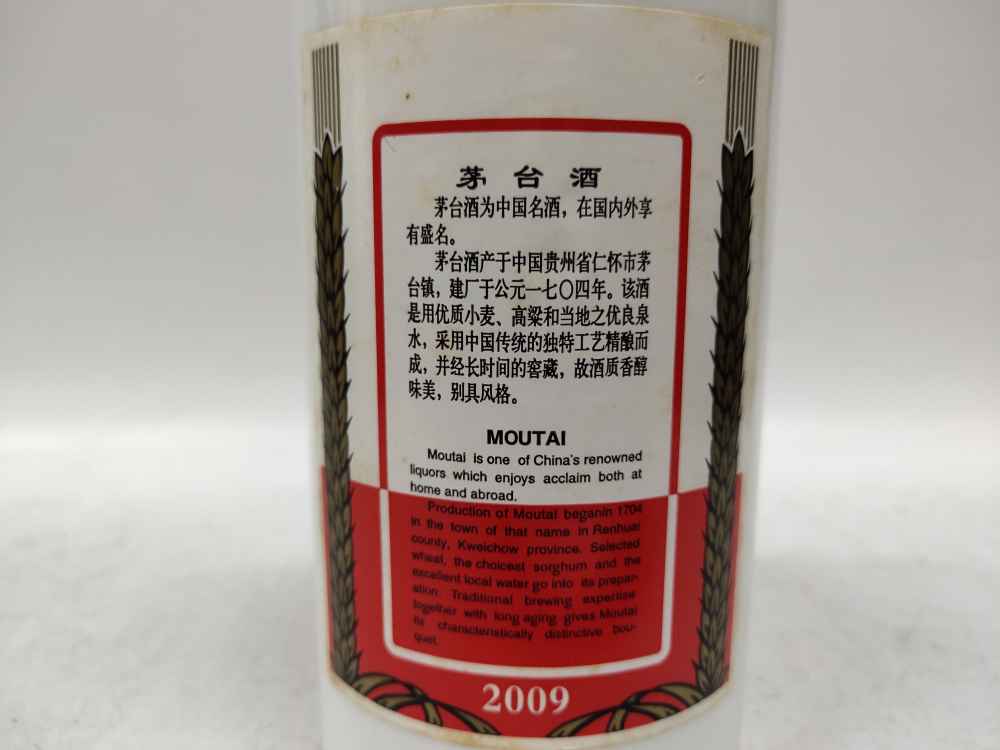 茅台酒
茅台酒为中国名酒，在国内外享
有盛名。
茅台酒产于中国贵州省仁怀市茅
台镇，建厂于公元一七〇四年。该酒
是用优质小麦、高粱和当地之优良泉
水，采用中国传统的独特工艺精酿而
成，并经长时间的窖藏，故酒质香醇
味美，别具风格。
MOUTAI
Moutai is one of China's renowned
liquors which enjoys acclaim both at
home and abroad.
Production of Moutai beganin 1704
in the town of that name in Renhuai
county, Kweichow province. Selected
wheat, the choicest sorghum and the
excellent local water go into its prepar-
ation Traditional brewing expertise
together with long aging gives Moutai
its characteristically distinctive bou-
quet.
2009